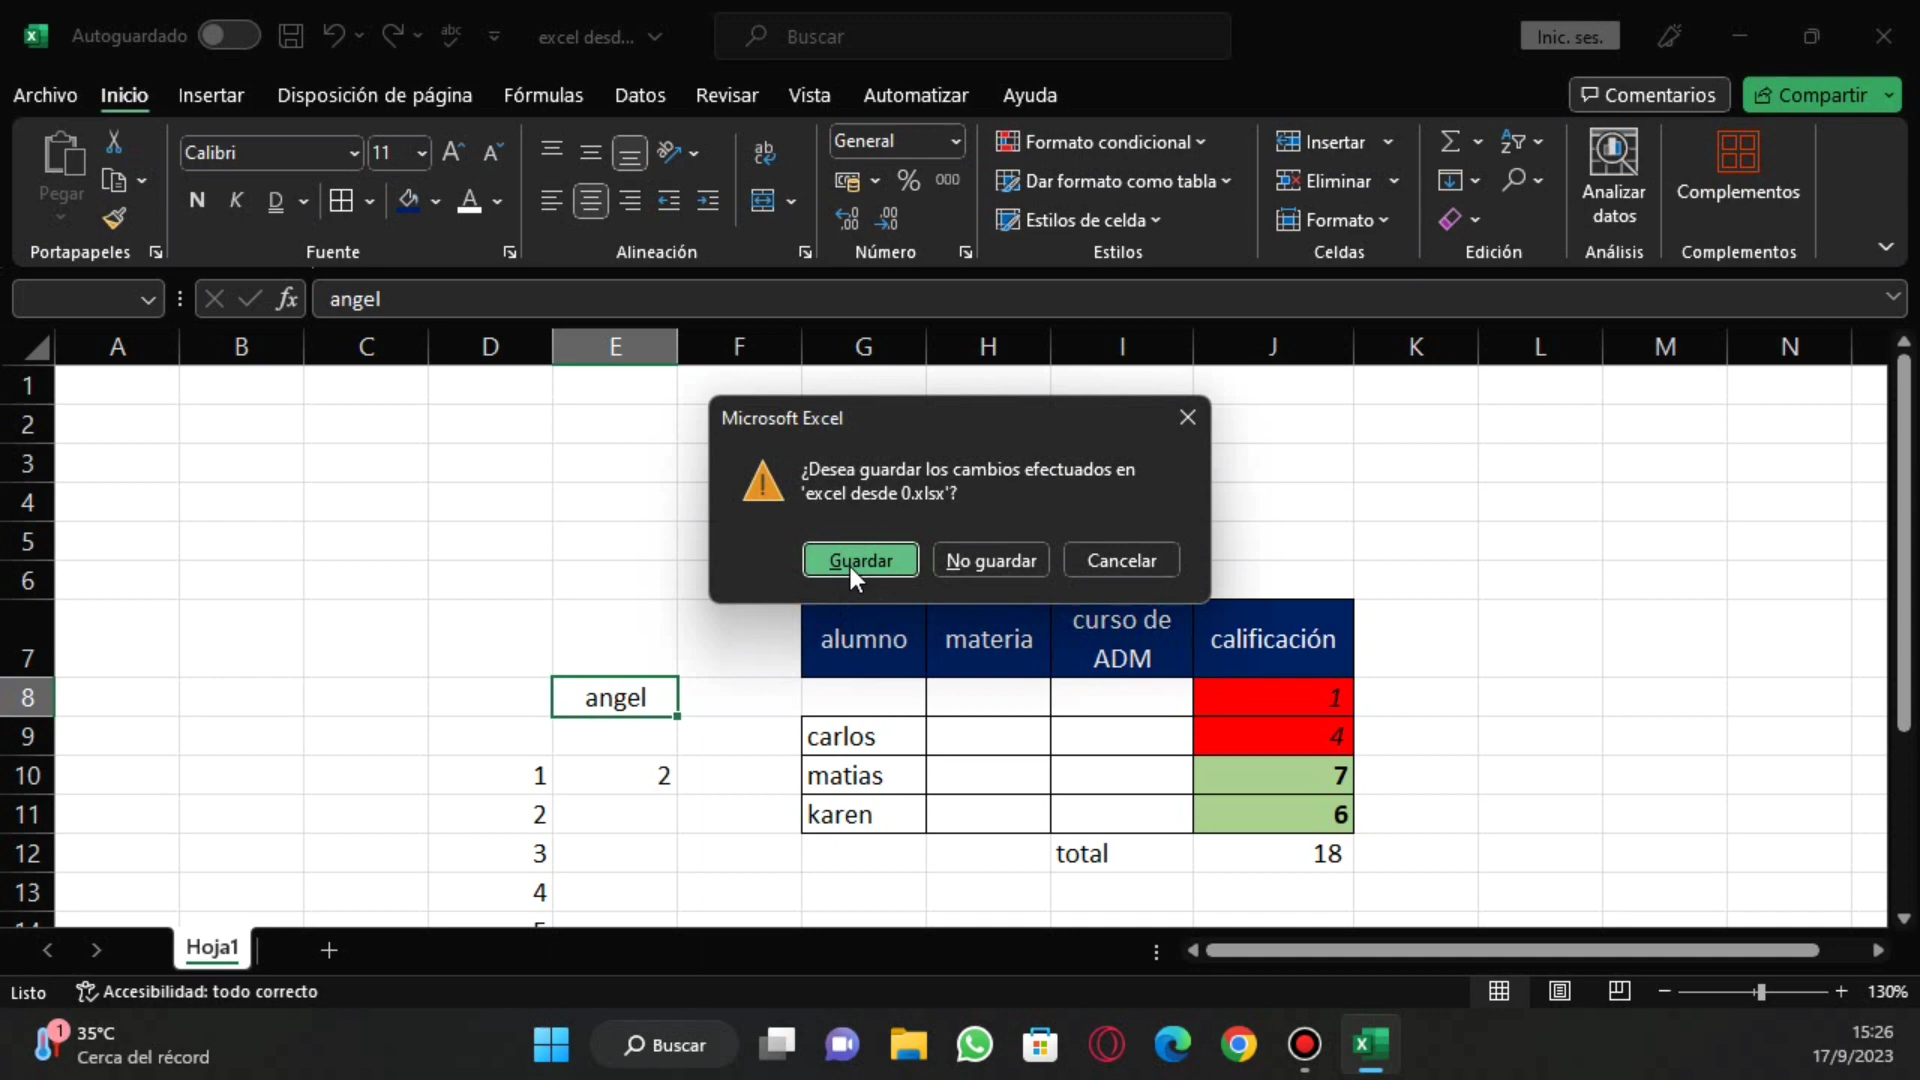 Autoguardado
excel desd...
Buscar
Inic. ses.
Archivo
Inicio
Insertar
Disposición de página
Fórmulas
Datos
Revisar
Vista
Automatizar
Ayuda
Comentarios
Compartir
Pegar
Portapapeles
Calibri
11
N K D
Fuente
Alineación
General
% 000
Número
Formato condicional
Dar formato como tabla
Estilos de celda
Estilos
Insertar
Eliminar
Formato
Celdas
Edición
Analizar
datos
Análisis
Complementos
Complementos
fx
angel
A B C D E F G H I J K L M N
1
2
3
4
5
6
7
8
9
10
11
12
13
Microsoft Excel
¿Desea guardar los cambios efectuados en
'excel desde 0.xlsx'?
Guardar
No guardar
Cancelar
alumno materia curso de ADM calificación
angel 1
carlos 4
1 2 matias 7
2 karen 6
3 total 18
4
Hoja1
Listo
Accesibilidad: todo correcto
130%
1
35°C
Cerca del récord
Buscar
15:26
17/9/2023